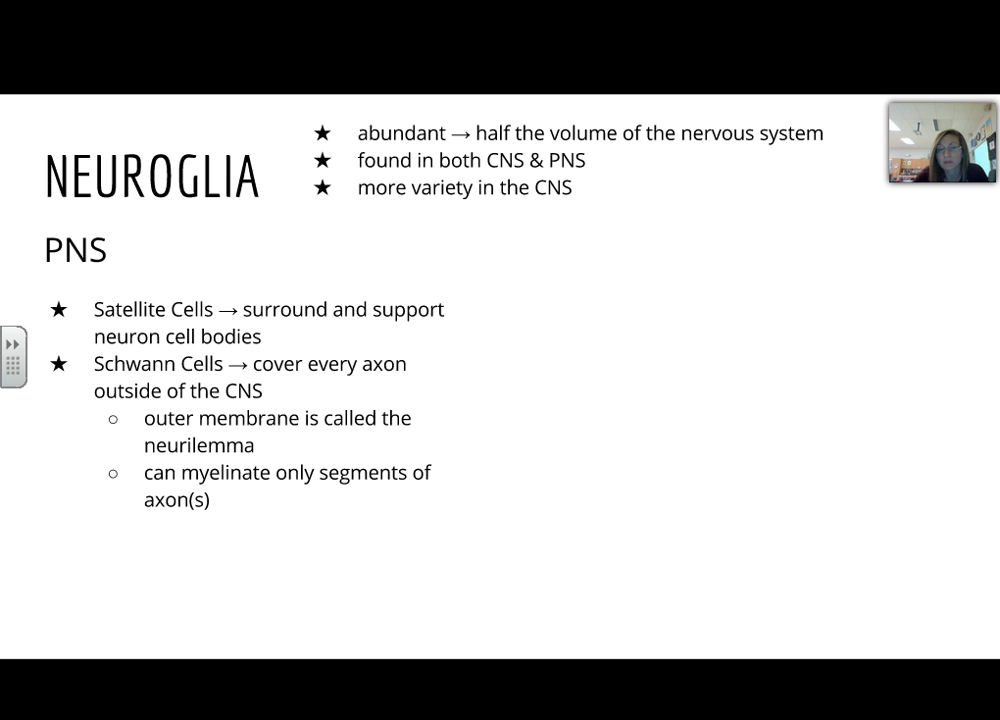 NEUROGLIA
★ abundant → half the volume of the nervous system
★ found in both CNS & PNS
★ more variety in the CNS
PNS
★ Satellite Cells → surround and support
neuron cell bodies
★ Schwann Cells → cover every axon
outside of the CNS
○ outer membrane is called the
neurilemma
○ can myelinate only segments of
axon(s)